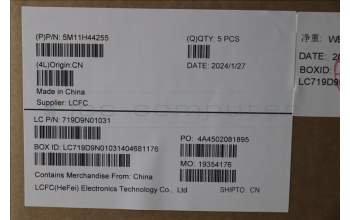 (P)P/N: 5M11H44255
(Q)QTY: 5 PCS
(4L)Origin:CN
DATE: 2024/1/27
Made in China
Supplier: LCFC
LC P/N: 719D9N01031
PO: 4A4502081895
BOX ID: LC719D9N01031404681176
MO: 19354176
Contains Merchandise From: China
LCFC(HeFei) Electronics Technology Co., Ltd
SHIPTO: CN
净重:
DATE:
BOXID:
LC719D9